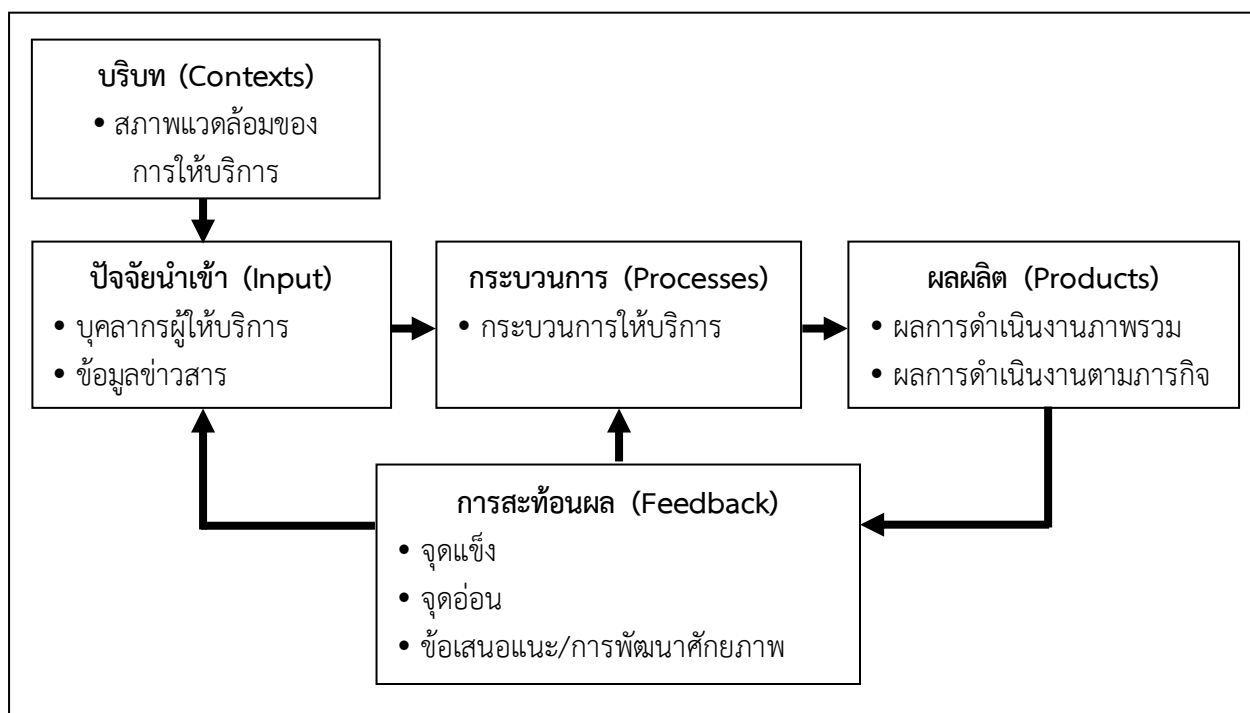 บริบท (Contexts)
• สภาพแวดล้อมของ
การให้บริการ
ปัจจัยนำเข้า (Input)
• บุคลากรผู้ให้บริการ
• ข้อมูลข่าวสาร
กระบวนการ (Processes)
• กระบวนการให้บริการ
ผลผลิต (Products)
• ผลการดำเนินงานภาพรวม
• ผลการดำเนินงานตามภารกิจ
การสะท้อนผล (Feedback)
• จุดแข็ง
• จุดอ่อน
• ข้อเสนอแนะ/การพัฒนาศักยภาพ